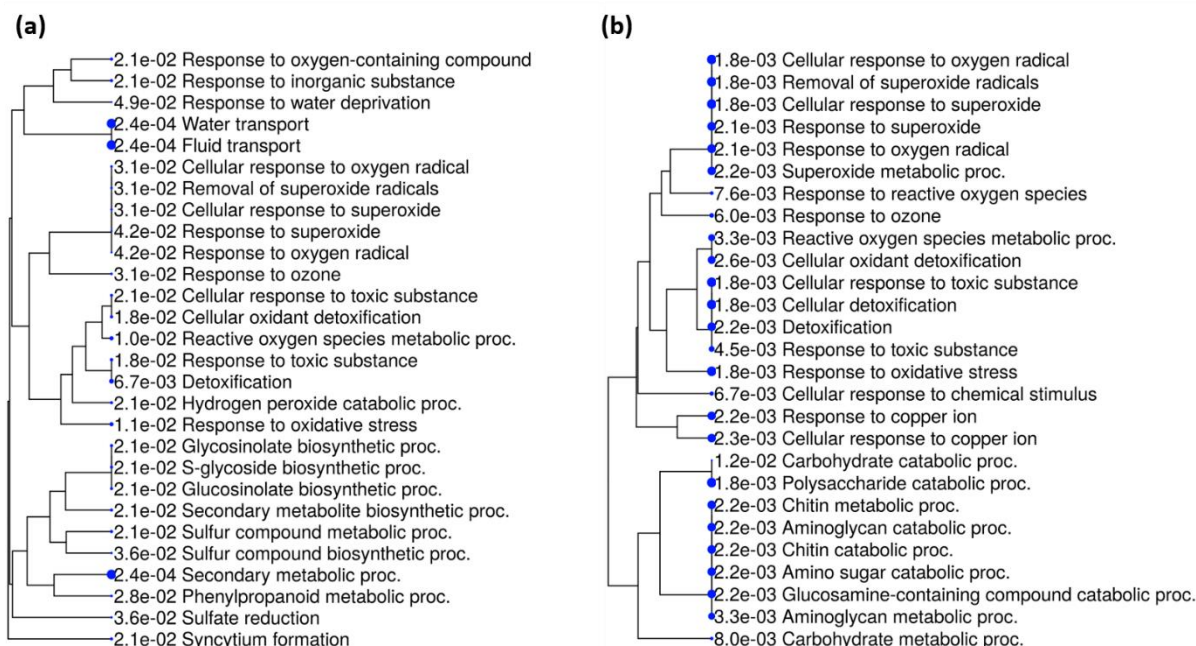 (a)
2.1e-02 Response to oxygen-containing compound
2.1e-02 Response to inorganic substance
4.9e-02 Response to water deprivation
2.4e-04 Water transport
2.4e-04 Fluid transport
3.1e-02 Cellular response to oxygen radical
3.1e-02 Removal of superoxide radicals
3.1e-02 Cellular response to superoxide
4.2e-02 Response to superoxide
4.2e-02 Response to oxygen radical
3.1e-02 Response to ozone
2.1e-02 Cellular response to toxic substance
1.8e-02 Cellular oxidant detoxification
1.0e-02 Reactive oxygen species metabolic proc.
1.8e-02 Response to toxic substance
6.7e-03 Detoxification
2.1e-02 Hydrogen peroxide catabolic proc.
1.1e-02 Response to oxidative stress
2.1e-02 Glycosinolate biosynthetic proc.
2.1e-02 S-glycoside biosynthetic proc.
2.1e-02 Glucosinolate biosynthetic proc.
2.1e-02 Secondary metabolite biosynthetic proc.
2.1e-02 Sulfur compound metabolic proc.
3.6e-02 Sulfur compound biosynthetic proc.
2.4e-04 Secondary metabolic proc.
2.8e-02 Phenylpropanoid metabolic proc.
3.6e-02 Sulfate reduction
2.1e-02 Syncytium formation
(b)
1.8e-03 Cellular response to oxygen radical
1.8e-03 Removal of superoxide radicals
1.8e-03 Cellular response to superoxide
2.1e-03 Response to superoxide
2.1e-03 Response to oxygen radical
2.2e-03 Superoxide metabolic proc.
7.6e-03 Response to reactive oxygen species
6.0e-03 Response to ozone
3.3e-03 Reactive oxygen species metabolic proc.
2.6e-03 Cellular oxidant detoxification
1.8e-03 Cellular response to toxic substance
1.8e-03 Cellular detoxification
2.2e-03 Detoxification
4.5e-03 Response to toxic substance
1.8e-03 Response to oxidative stress
6.7e-03 Cellular response to chemical stimulus
2.2e-03 Response to copper ion
2.3e-03 Cellular response to copper ion
1.2e-02 Carbohydrate catabolic proc.
1.8e-03 Polysaccharide catabolic proc.
2.2e-03 Chitin metabolic proc.
2.2e-03 Aminoglycan catabolic proc.
2.2e-03 Chitin catabolic proc.
2.2e-03 Amino sugar catabolic proc.
2.2e-03 Glucosamine-containing compound catabolic proc.
3.3e-03 Aminoglycan metabolic proc.
8.0e-03 Carbohydrate metabolic proc.